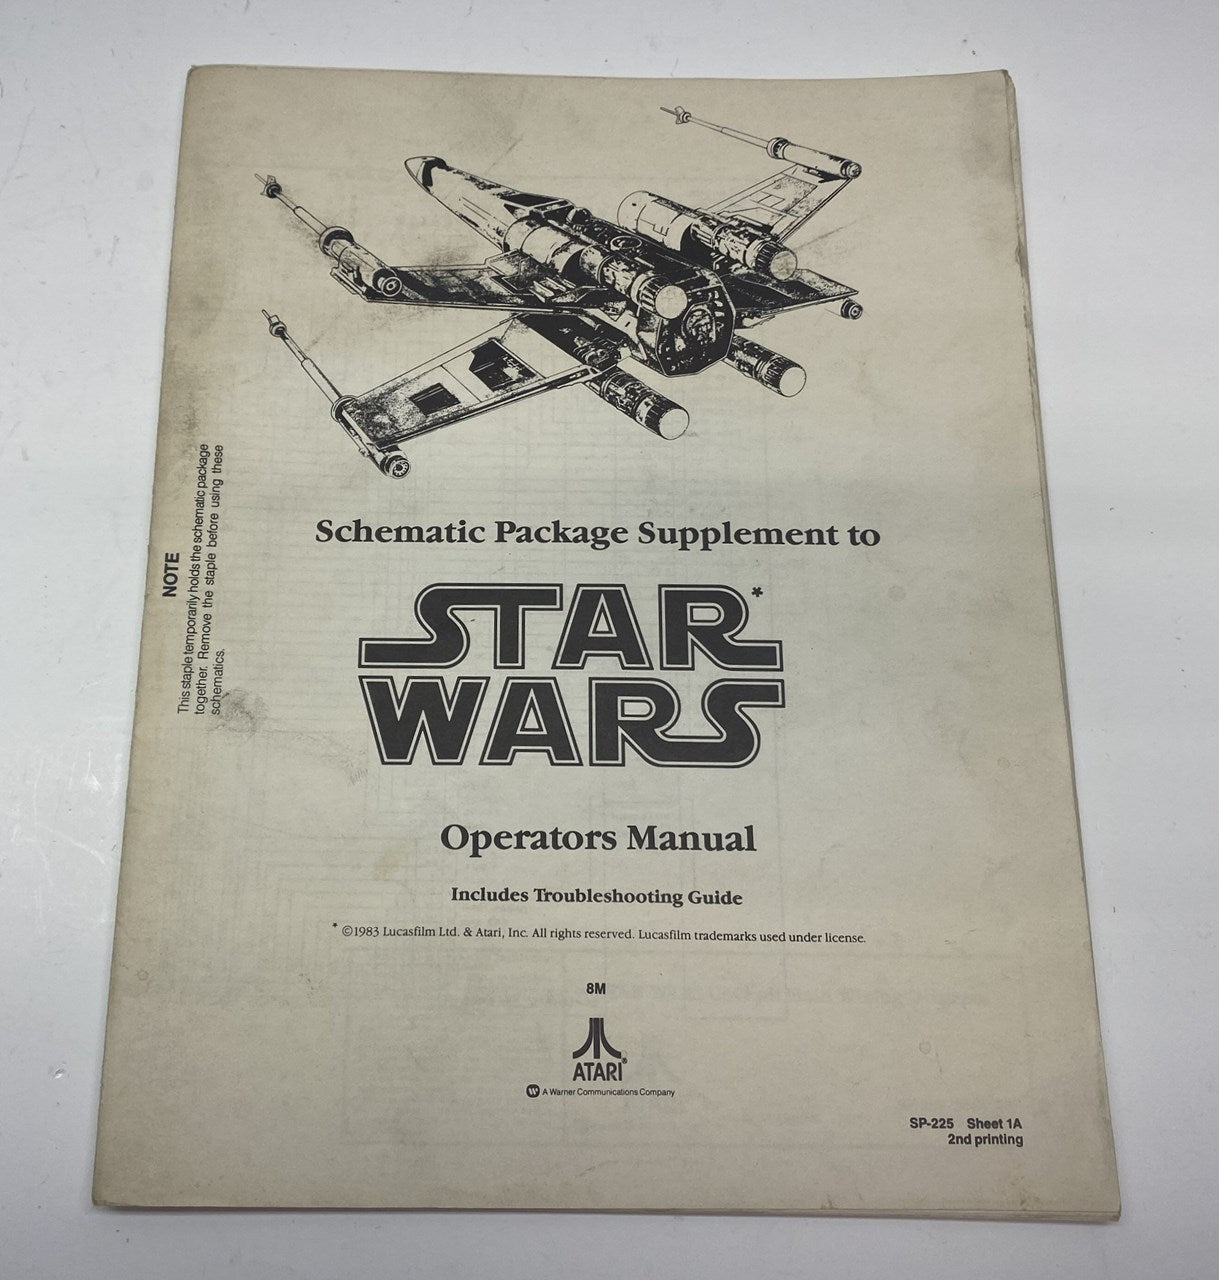 NOTE
This staple temporarily holds the schematic package
together. Remove the staple before using these
schematics.
Schematic Package Supplement to
STAR*
WARS
Operators Manual
Includes Troubleshooting Guide
* ©1983 Lucasfilm Ltd. & Atari, Inc. All rights reserved. Lucasfilm trademarks used under license.
8M
ATARI®
A Warner Communications Company
SP-225 Sheet 1A
2nd printing